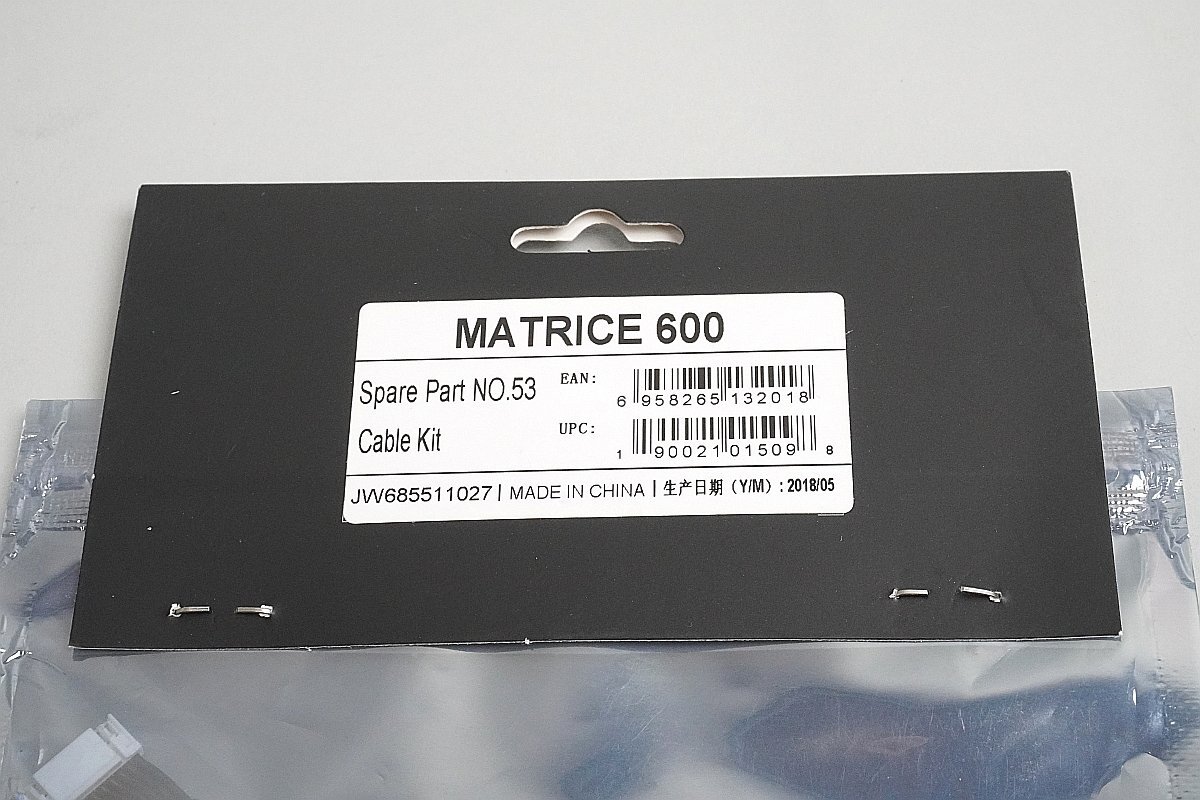 MATRICE 600
Spare Part NO.53
EAN:
6 958265 132018
Cable Kit
UPC:
1 90021 01509 8
JW685511027 | MADE IN CHINA | 生产日期（Y/M）: 2018/05